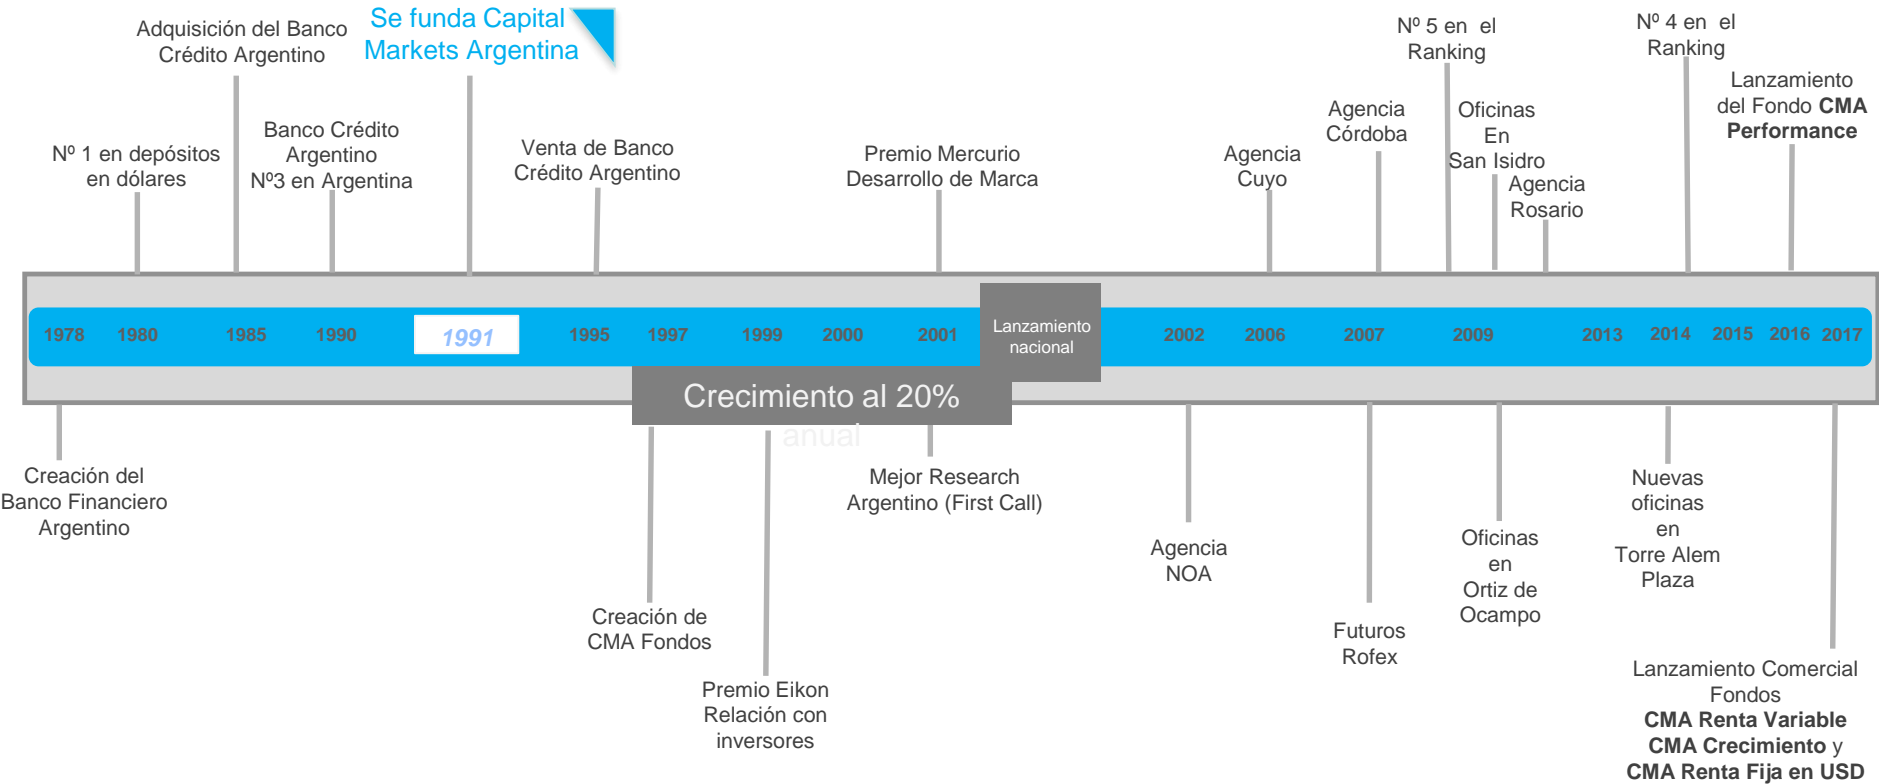 Adquisición del Banco
Crédito Argentino
Se funda Capital
Markets Argentina
Nº 5 en  el
Ranking
Nº 4 en  el
Ranking
Lanzamiento
del Fondo CMA
Performance
Nº 1 en depósitos
en dólares
Banco Crédito
Argentino
Nº3 en Argentina
Venta de Banco
Crédito Argentino
Premio Mercurio
Desarrollo de Marca
Agencia
Cuyo
Agencia
Córdoba
Oficinas
En
San Isidro
Agencia
Rosario
1978
1980
1985
1990
1991
1995
1997
1999
2000
2001
Lanzamiento
nacional
2002
2006
2007
2009
2013
2014
2015
2016
2017
Crecimiento al 20%
anual
Creación del
Banco Financiero
Argentino
Creación de
CMA Fondos
Premio Eikon
Relación con
inversores
Mejor Research
Argentino (First Call)
Agencia
NOA
Futuros
Rofex
Oficinas
en
Ortiz de
Ocampo
Nuevas
oficinas
en
Torre Alem
Plaza
Lanzamiento Comercial
Fondos
CMA Renta Variable
CMA Crecimiento y
CMA Renta Fija en USD